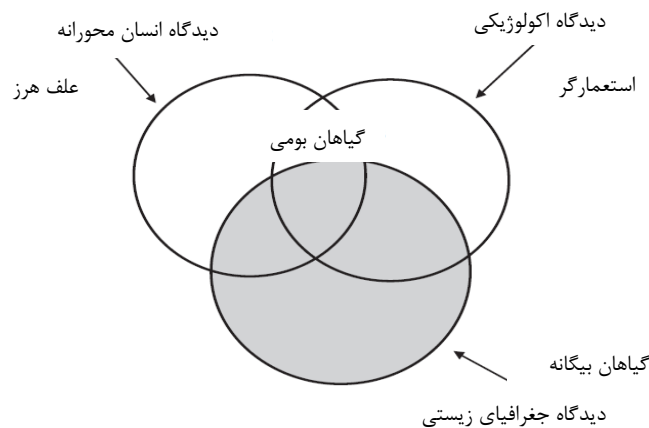 دیدگاه اکولوژیکی
دیدگاه انسان محورانه
استعمارگر
علف هرز
گیاهان بومی
گیاهان بیگانه
دیدگاه جغرافیای زیستی